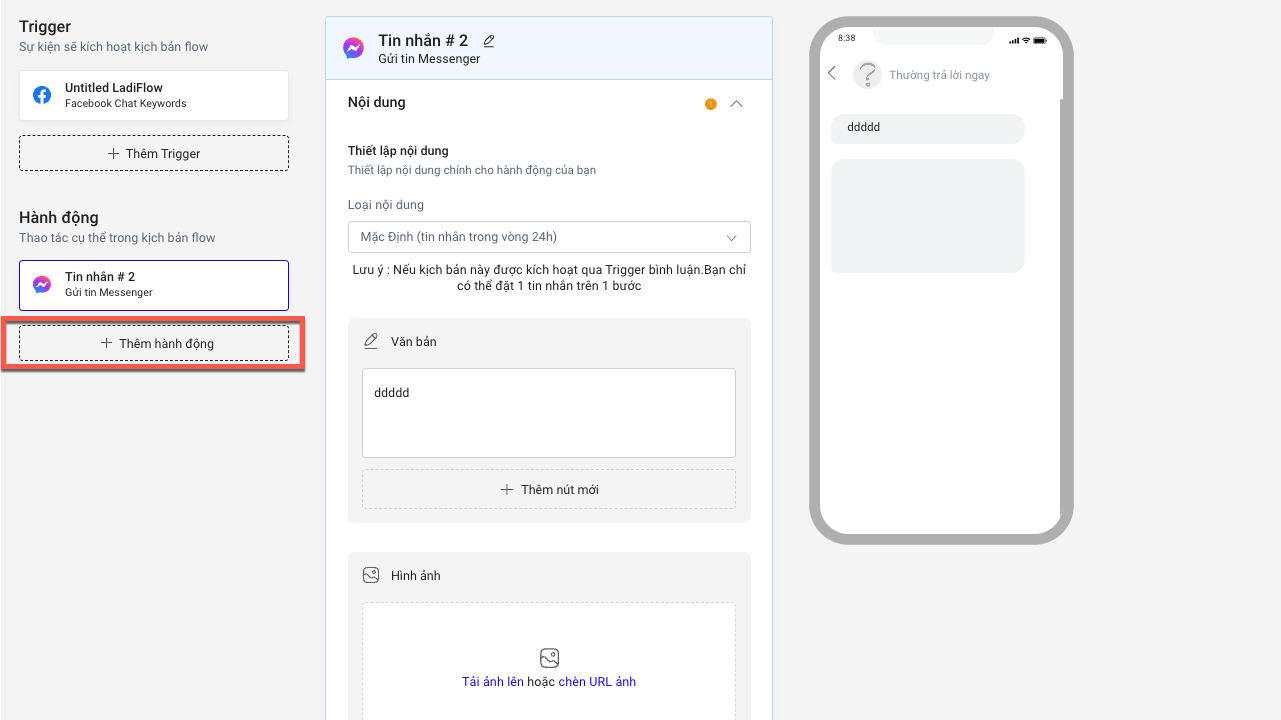 Trigger
Sự kiện sẽ kích hoạt kịch bản flow
Untitled LadiFlow
Facebook Chat Keywords
Thêm Trigger
Hành động
Thao tác cụ thể trong kịch bản flow
Tin nhắn # 2
Gửi tin Messenger
Thêm hành động
Tin nhắn # 2
Gửi tin Messenger
Nội dung
Thiết lập nội dung
Thiết lập nội dung chính cho hành động của bạn
Loại nội dung
Mặc Định (tin nhắn trong vòng 24h)
Lưu ý : Nếu kịch bản này được kích hoạt qua Trigger bình luận.Bạn chỉ
có thể đặt 1 tin nhắn trên 1 bước
Văn bản
ddddd
Thêm nút mới
Hình ảnh
Tải ảnh lên hoặc chèn URL ảnh
8:38
Thường trả lời ngay
ddddd